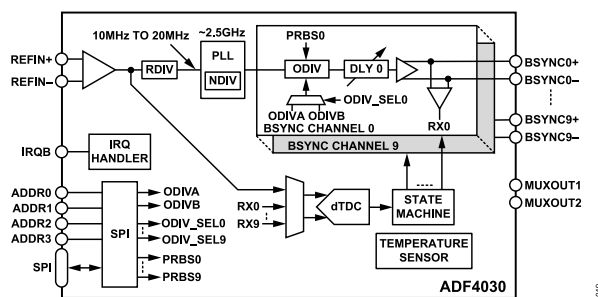 10MHz TO 20MHz
~2.5GHz
PLL
NDIV
RDIV
REFIN+
REFIN–
PRBS0
ODIV
DLY 0
ODIV_SEL0
ODIVA ODIVB
BSYNC CHANNEL 0
RX0
BSYNC CHANNEL 9
BSYNC0+
BSYNC0–
BSYNC9+
BSYNC9–
IRQB
IRQ
HANDLER
MUXOUT1
MUXOUT2
ADDR0
ADDR1
ADDR2
ADDR3
SPI
SPI
ODIVA
ODIVB
ODIV_SEL0
ODIV_SEL9
PRBS0
PRBS9
RX0
RX9
dTDC
STATE
MACHINE
TEMPERATURE
SENSOR
ADF4030